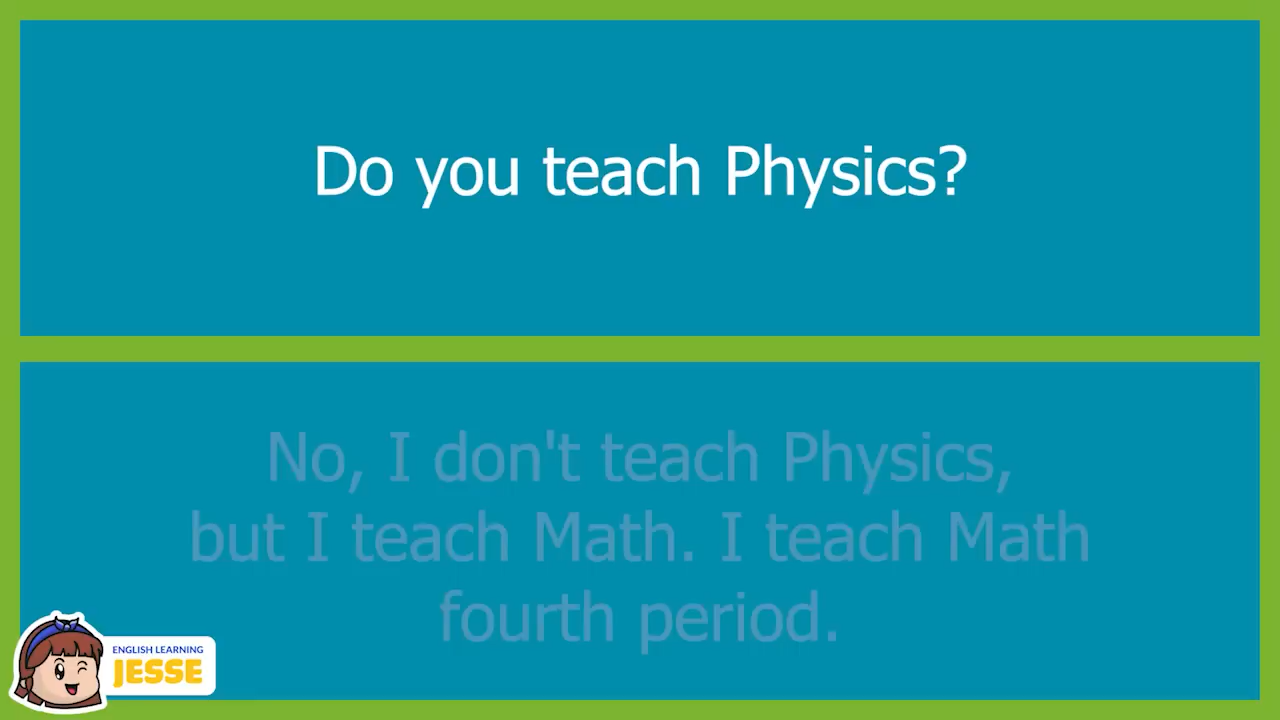 Do you teach Physics?
No, I don't teach Physics,
but I teach Math. I teach Math
fourth period.
ENGLISH LEARNING
JESSE